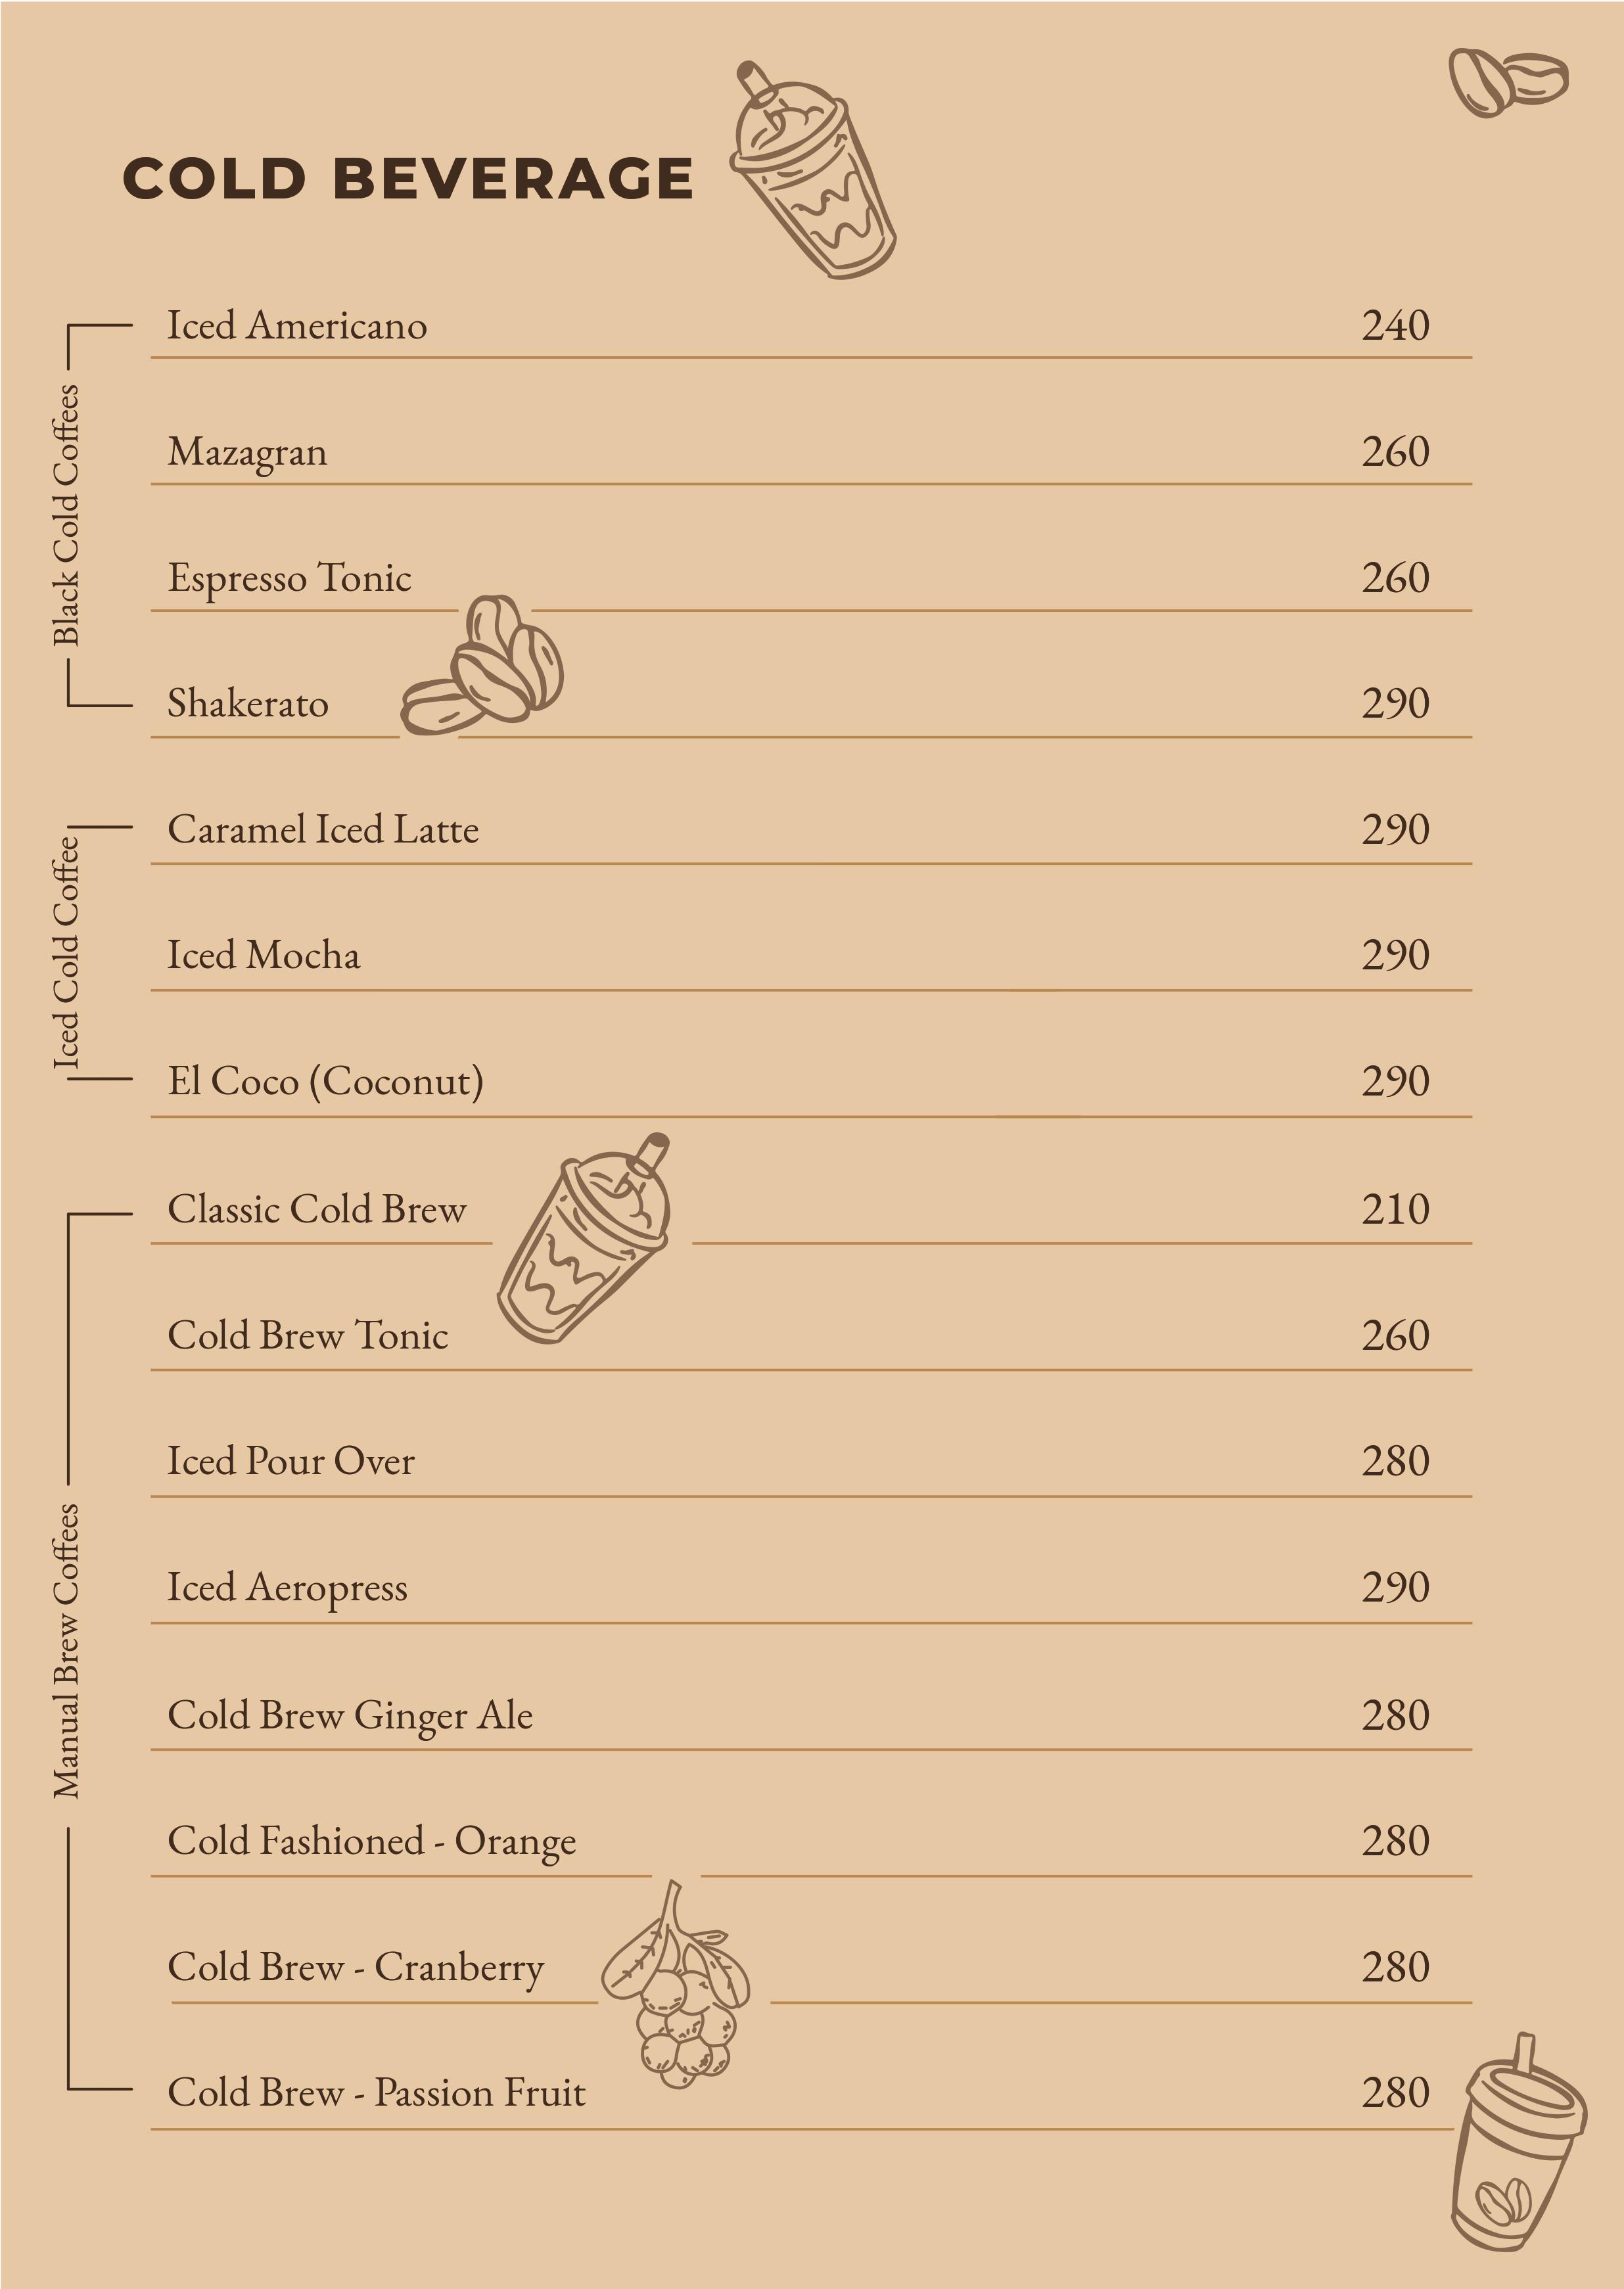 COLD BEVERAGE
Black Cold Coffees
Iced Americano 240
Mazagran 260
Espresso Tonic 260
Shakerato 290
Iced Cold Coffee
Caramel Iced Latte 290
Iced Mocha 290
El Coco (Coconut) 290
Manual Brew Coffees
Classic Cold Brew 210
Cold Brew Tonic 260
Iced Pour Over 280
Iced Aeropress 290
Cold Brew Ginger Ale 280
Cold Fashioned - Orange 280
Cold Brew - Cranberry 280
Cold Brew - Passion Fruit 280